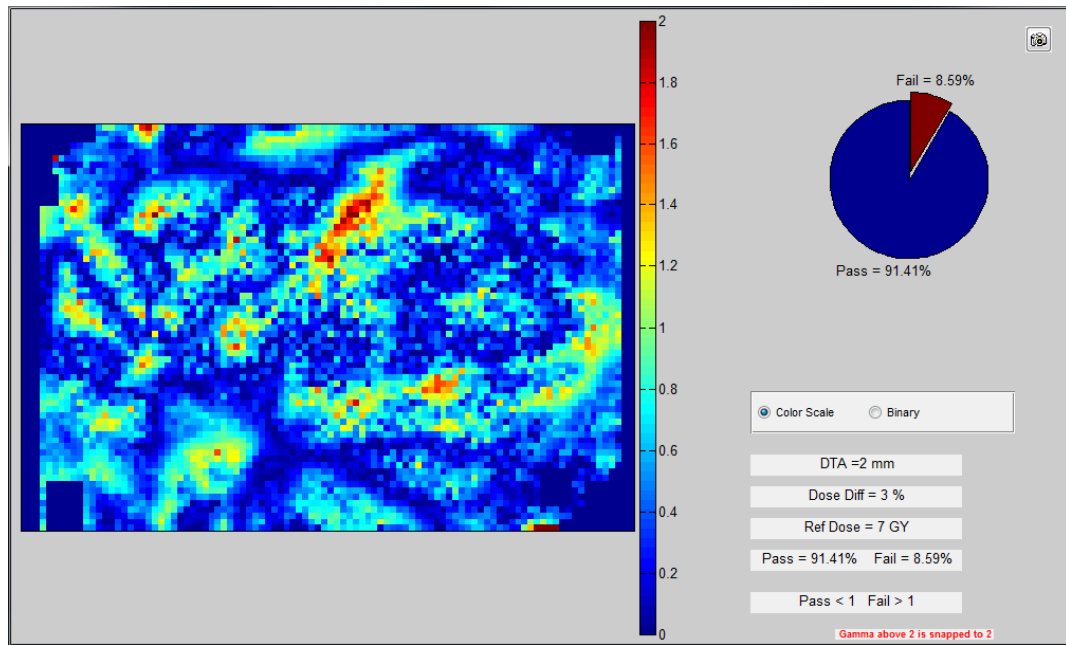 2
1.8
1.6
1.4
1.2
1
0.8
0.6
0.4
0.2
0
Fail = 8.59%
Pass = 91.41%
Color Scale Binary
DTA =2 mm
Dose Diff = 3 %
Ref Dose = 7 GY
Pass = 91.41% Fail = 8.59%
Pass < 1 Fail > 1
Gamma above 2 is snapped to 2